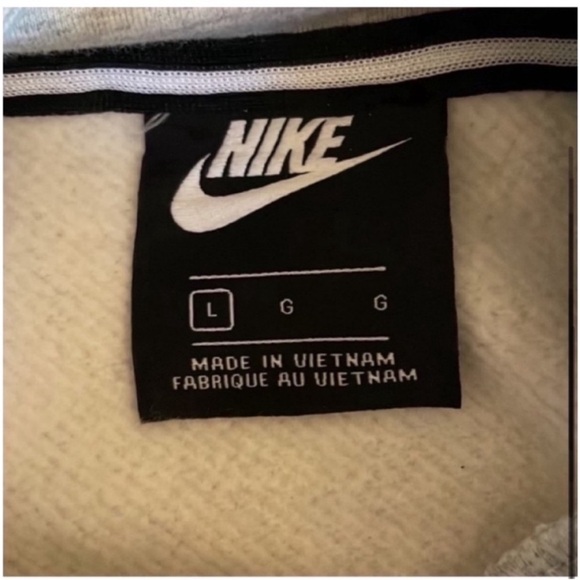 NIKE
L G G
MADE IN VIETNAM
FABRIQUE AU VIETNAM